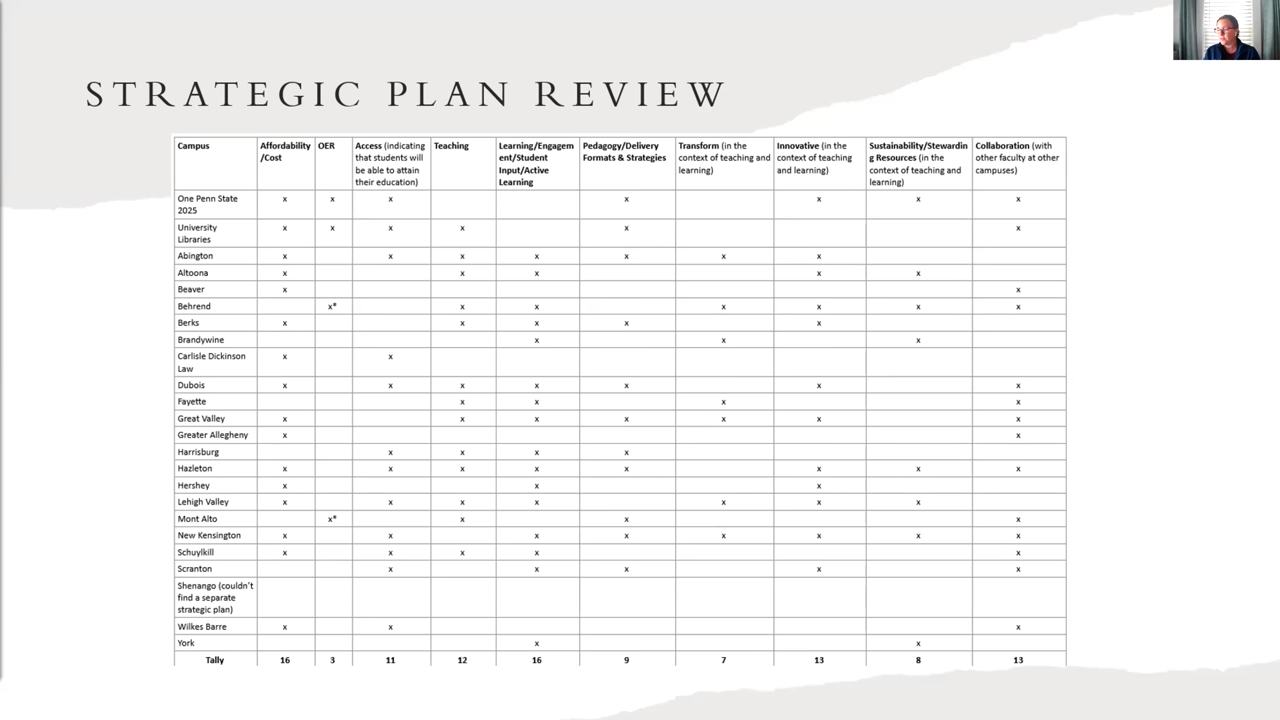 STRATEGIC PLAN REVIEW
Campus Affordability/Cost OER Access (indicating that students will be able to attain their education) Teaching Learning/Engagement/Student Input/Active Learning Pedagogy/Delivery Formats & Strategies Transform (in the context of teaching and learning) Innovative (in the context of teaching and learning) Sustainability/Stewarding Resources (in the context of teaching and learning) Collaboration (with other faculty at other campuses)
One Penn State 2025 x x x x x x x
University Libraries x x x x x x
Abington x x x x x x x
Altoona x x x x x
Beaver x x
Behrend x* x x x x x x
Berks x x x x x
Brandywine x x x
Carlisle Dickinson Law x x
Dubois x x x x x x x
Fayette x x x x
Great Valley x x x x x x x
Greater Allegheny x x
Harrisburg x x x x
Hazleton x x x x x x x x
Hershey x x x
Lehigh Valley x x x x x x x
Mont Alto x* x x x
New Kensington x x x x x x x x
Schuylkill x x x x x
Scranton x x x x x
Shenango (couldn't find a separate strategic plan)
Wilkes Barre x x x
York x x
Tally 16 3 11 12 16 9 7 13 8 13